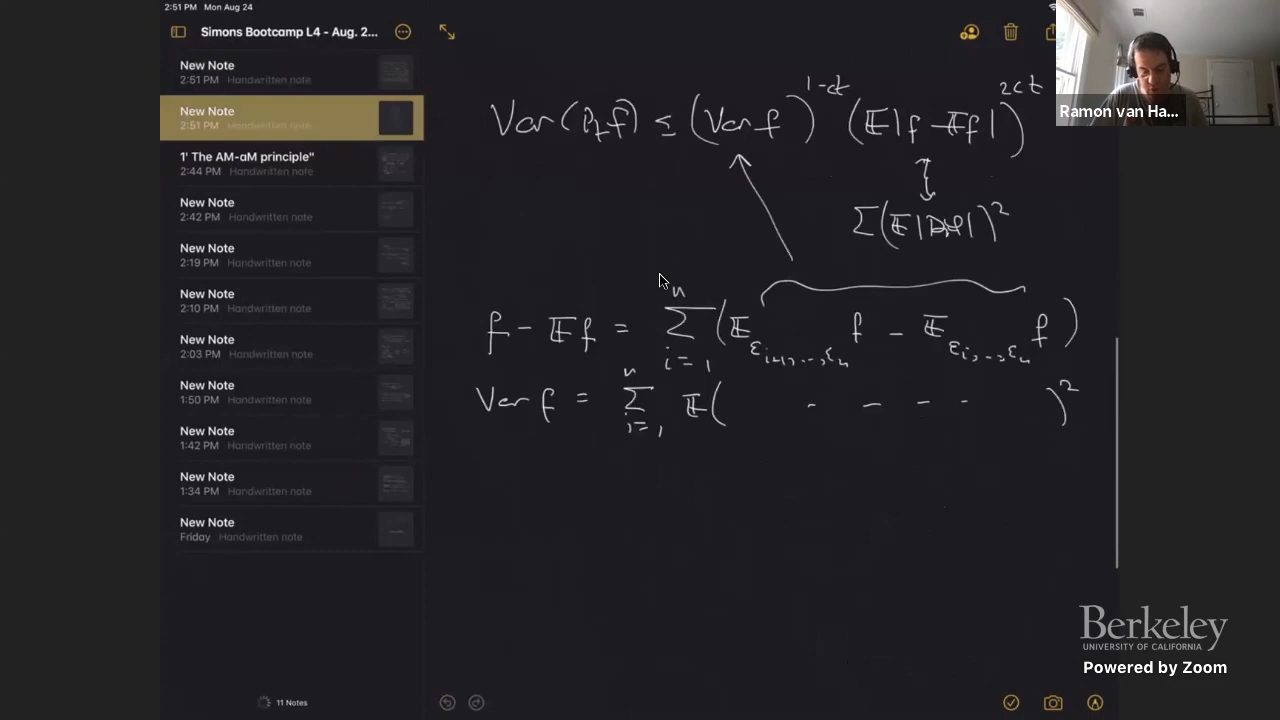 2:51 PM Mon Aug 24
Simons Bootcamp L4 - Aug. 2...
New Note
2:51 PM Handwritten note
New Note
2:51 PM Handwritten note
1' The AM-aM principle"
2:44 PM Handwritten note
New Note
2:42 PM Handwritten note
New Note
2:19 PM Handwritten note
New Note
2:10 PM Handwritten note
New Note
2:03 PM Handwritten note
New Note
1:50 PM Handwritten note
New Note
1:42 PM Handwritten note
New Note
1:34 PM Handwritten note
New Note
Friday Handwritten note
11 Notes
Var(P_t f) ≤ (Var f)^{1-ct} (𝔼|f - 𝔼f|)^{2ct}
Σ(𝔼|D_i f|)^2
f - 𝔼f = Σ_{i=1}^n (𝔼_{ε_{i+1},...,ε_n} f - 𝔼_{ε_i,...,ε_n} f)
Var f = Σ_{i=1}^n 𝔼( - - - - )^2
Ramon van Ha...
Berkeley
UNIVERSITY OF CALIFORNIA
Powered by Zoom